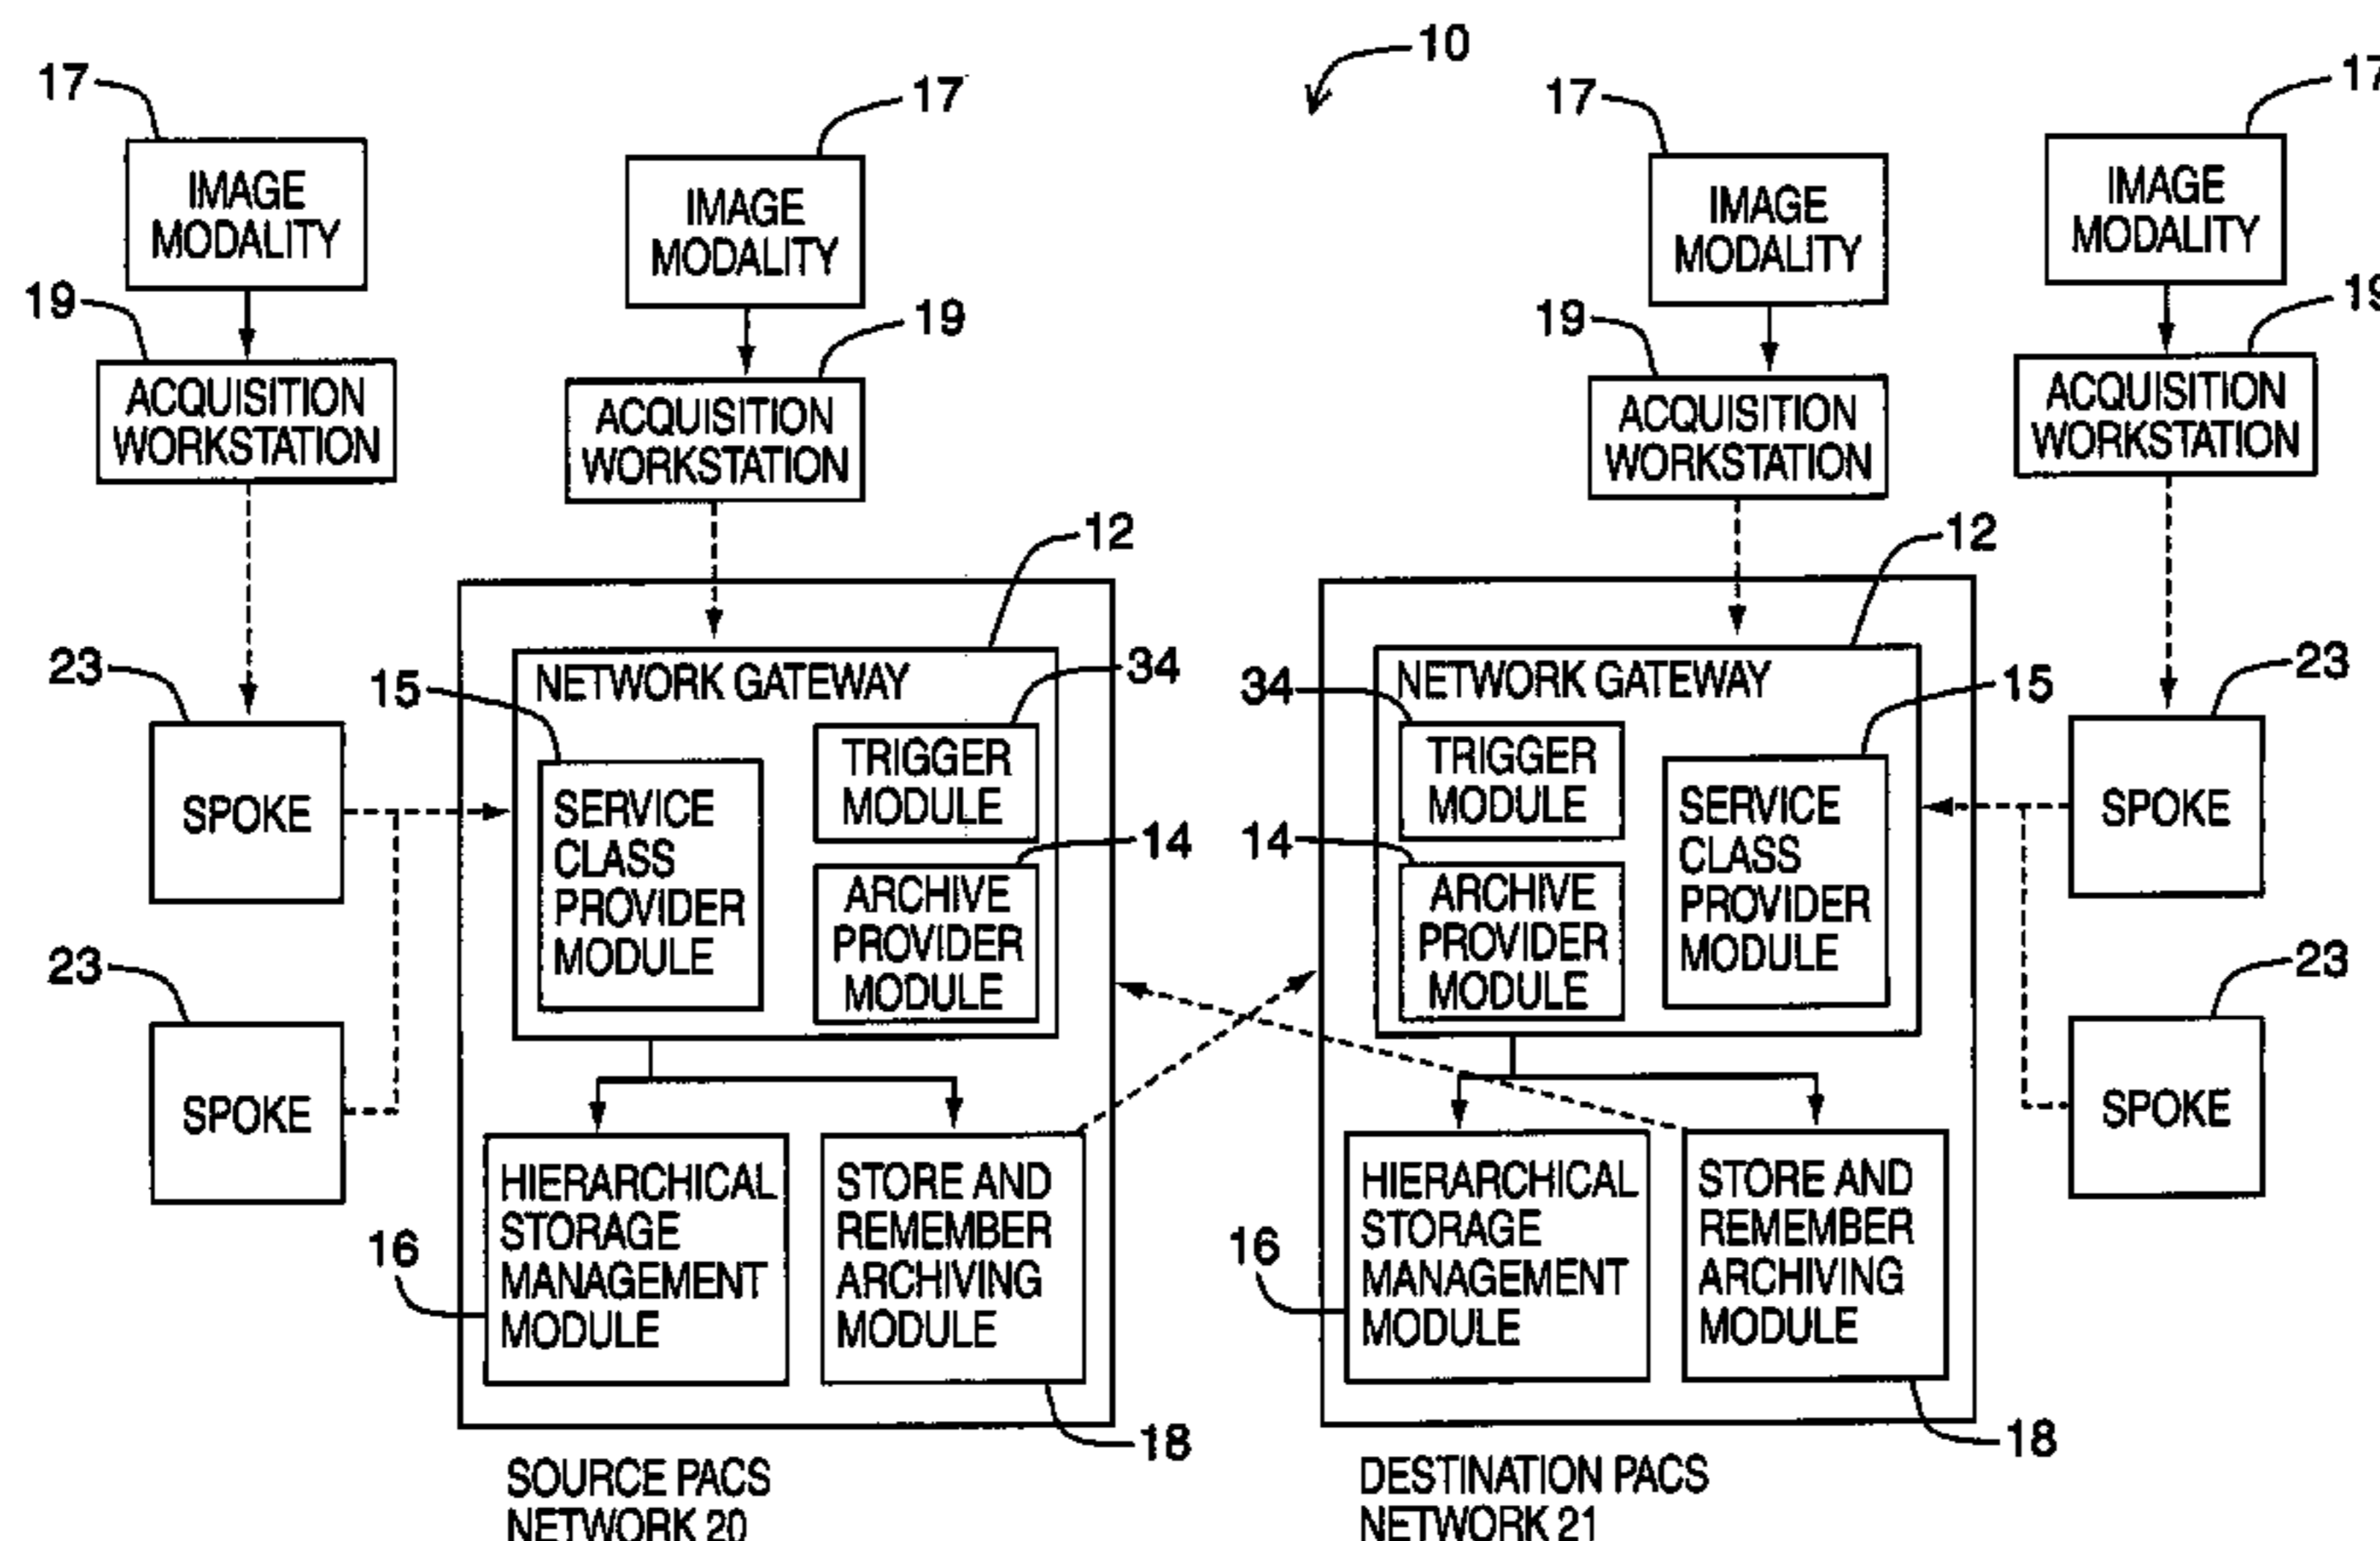 10
17
17
17
17
IMAGE
MODALITY
IMAGE
MODALITY
IMAGE
MODALITY
IMAGE
MODALITY
19
19
19
19
ACQUISITION
WORKSTATION
ACQUISITION
WORKSTATION
ACQUISITION
WORKSTATION
ACQUISITION
WORKSTATION
12
12
23
15
NETWORK GATEWAY
34
34
NETWORK GATEWAY
15
23
SPOKE
SERVICE
CLASS
PROVIDER
MODULE
TRIGGER
MODULE
14
ARCHIVE
PROVIDER
MODULE
TRIGGER
MODULE
14
ARCHIVE
PROVIDER
MODULE
SERVICE
CLASS
PROVIDER
MODULE
SPOKE
23
SPOKE
23
SPOKE
16
HIERARCHICAL
STORAGE
MANAGEMENT
MODULE
STORE AND
REMEMBER
ARCHIVING
MODULE
18
16
HIERARCHICAL
STORAGE
MANAGEMENT
MODULE
STORE AND
REMEMBER
ARCHIVING
MODULE
18
SOURCE PACS
NETWORK 20
DESTINATION PACS
NETWORK 21